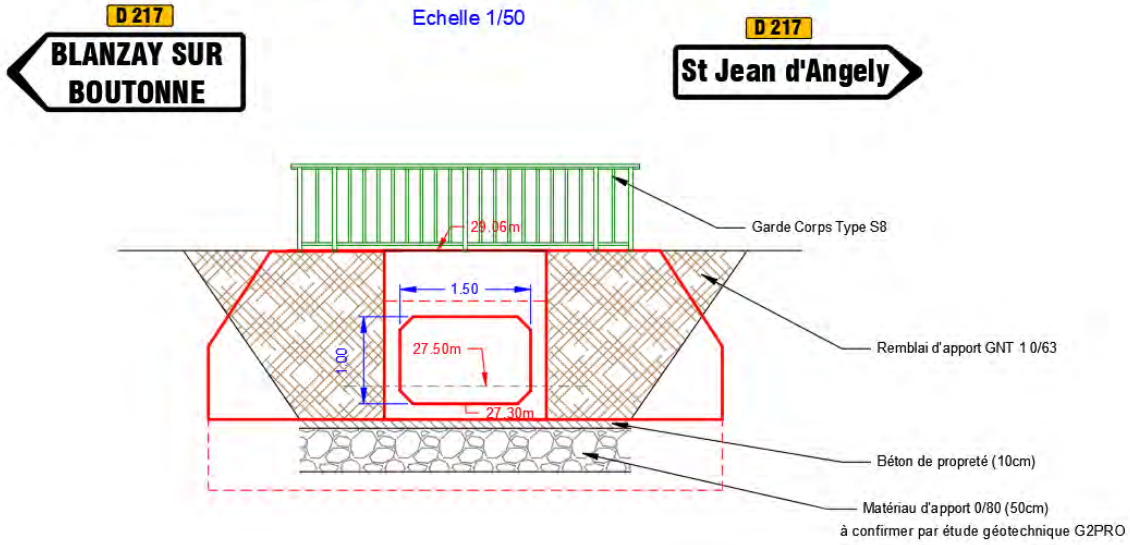 D 217
Echelle 1/50
D 217
BLANZAY SUR
BOUTONNE
St Jean d'Angely
29.06m
Garde Corps Type S8
1.50
1.00
27.50m
Remblai d'apport GNT 1 0/63
27.30m
Béton de propreté (10cm)
Matériau d'apport 0/80 (50cm)
à confirmer par étude géotechnique G2PRO